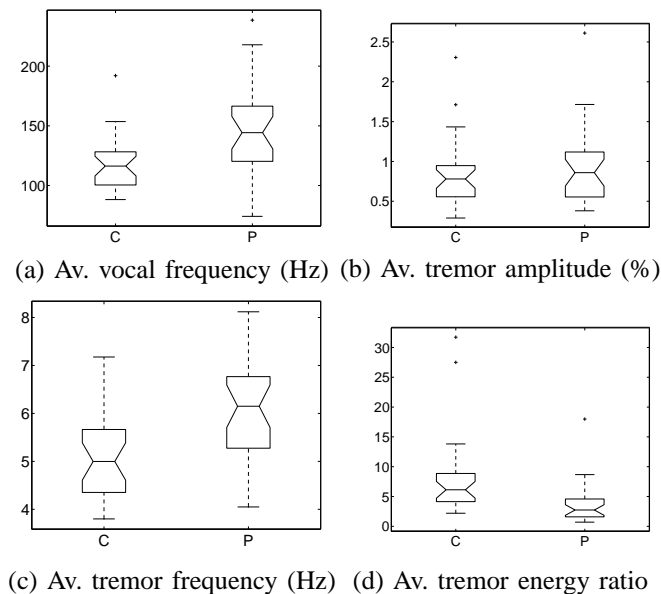 200
150
100
C P
(a) Av. vocal frequency (Hz)
2.5
2
1.5
1
0.5
C P
(b) Av. tremor amplitude (%)
8
7
6
5
4
C P
(c) Av. tremor frequency (Hz)
30
25
20
15
10
5
0
C P
(d) Av. tremor energy ratio